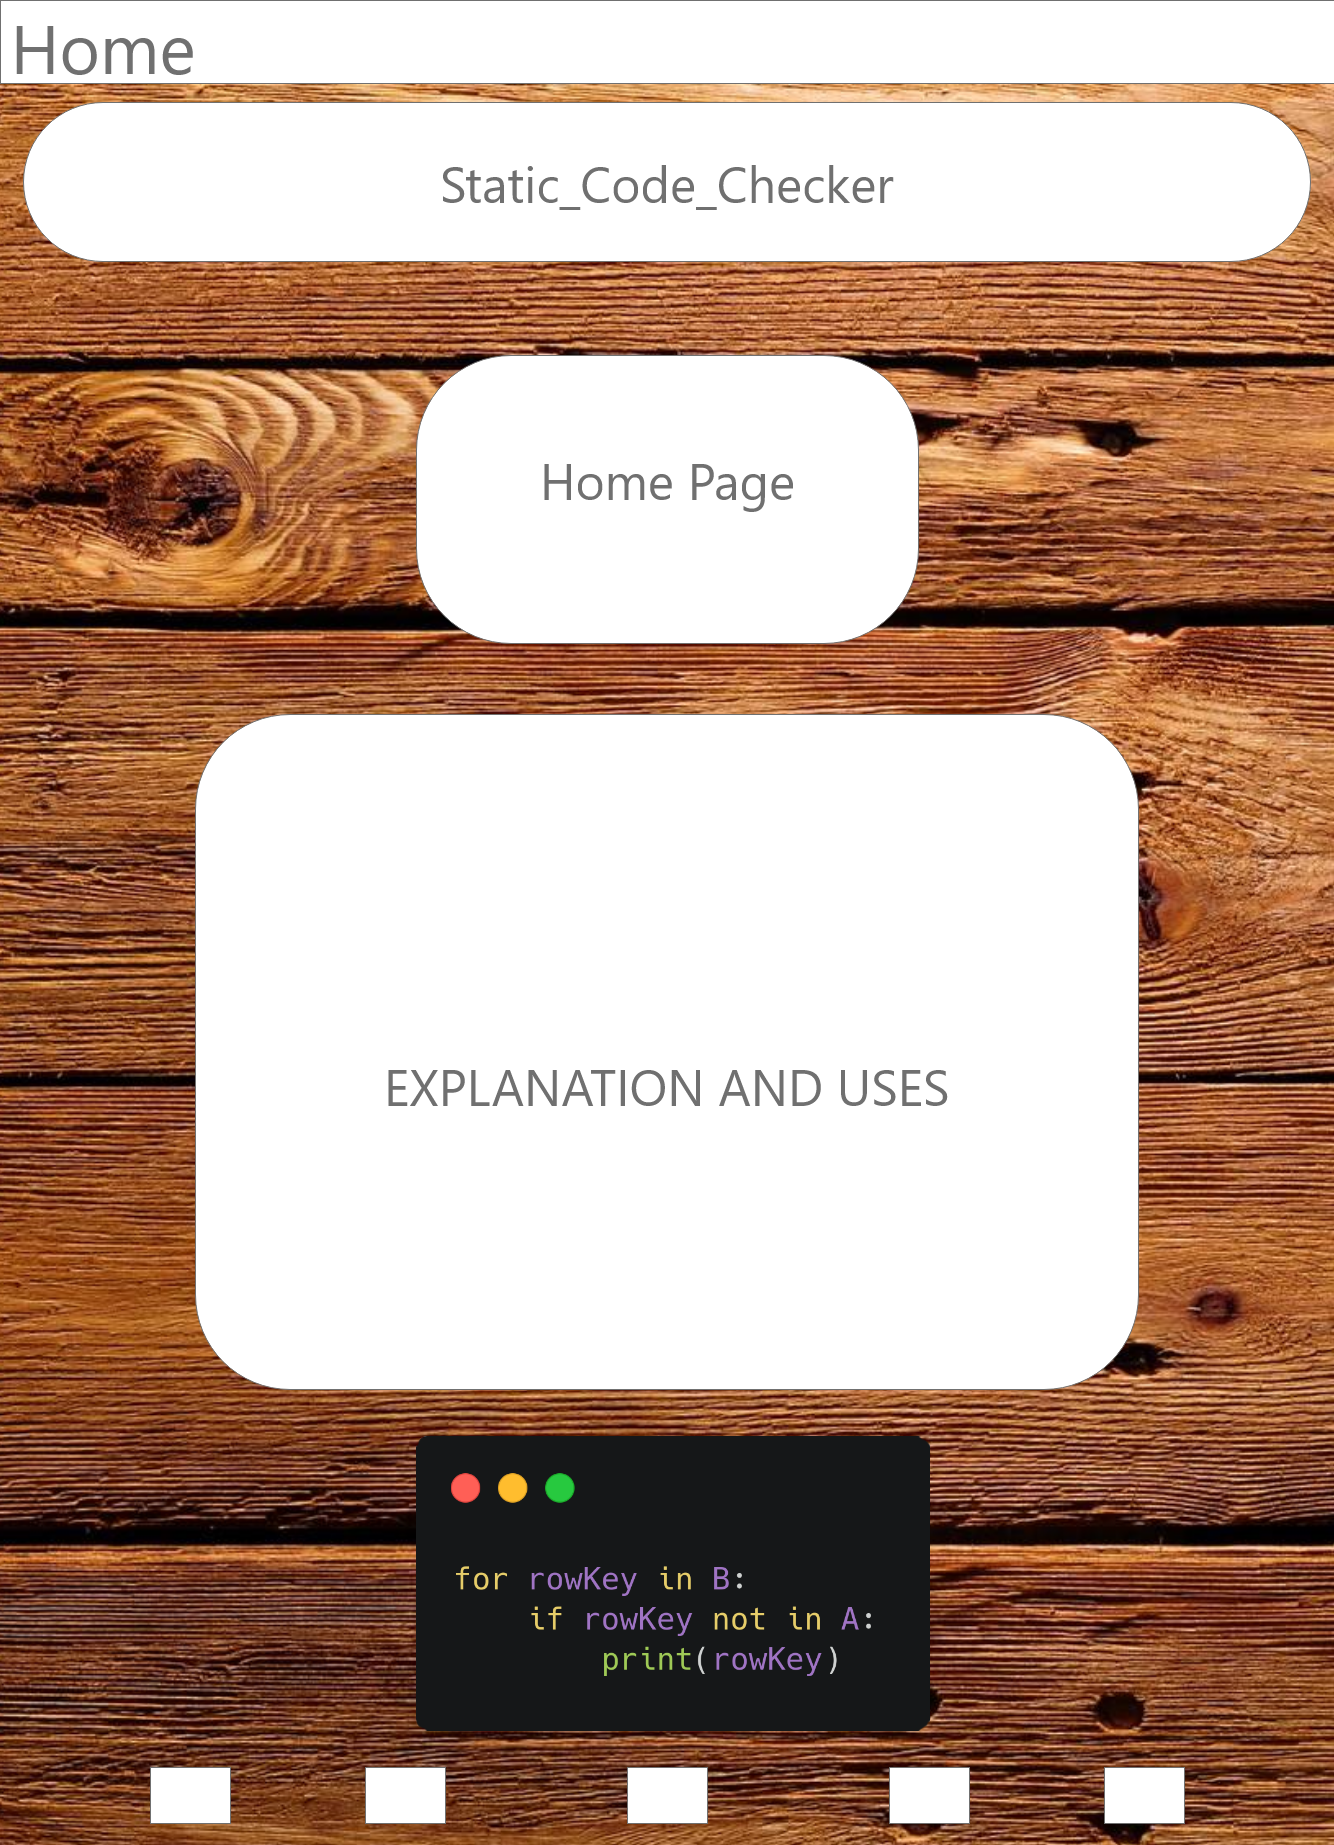 Home
Static_Code_Checker
Home Page
EXPLANATION AND USES
for rowKey in B:
    if rowKey not in A:
        print(rowKey)